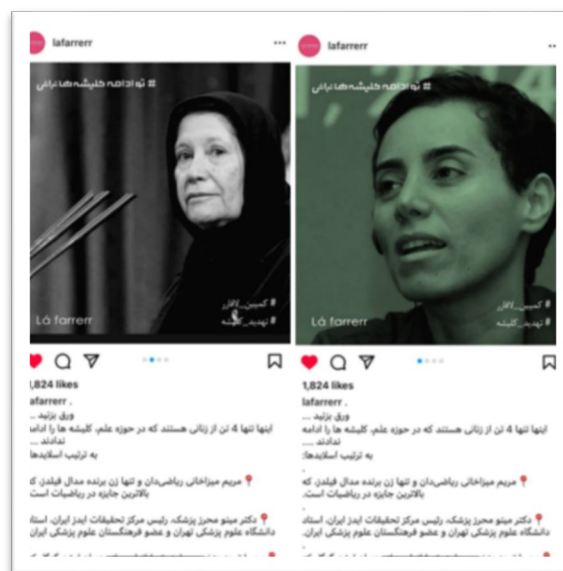 lafarrerr
# تو ادامه کلیشه‌ها
# کمپین_لافارر
# تهدید_کلیشه
Lá farrerr
1,824 likes
lafarrerr .
ورق بزنید ...
اینها تنها 4 تن از زنانی هستند که در حوزه علم، کلیشه ها را ادامه
ندادند ....
به ترتیب اسلایدها:
.
📍 مریم میرزاخانی ریاضی‌دان و تنها زن برنده مدال فیلدز، که
بالاترین جایزه در ریاضیات است.
.
📍 دکتر مینو محرز پزشک، رئیس مرکز تحقیقات ایدز ایران، استاد
دانشگاه علوم پزشکی تهران و عضو فرهنگستان علوم پزشکی ایران.
lafarrerr
# تو ادامه کلیشه‌ها
# کمپین_لافارر
# تهدید_کلیشه
Lá farrerr
1,824 likes
lafarrerr .
ورق بزنید ...
اینها تنها 4 تن از زنانی هستند که در حوزه علم، کلیشه ها را ادامه
ندادند ....
به ترتیب اسلایدها:
.
📍 مریم میرزاخانی ریاضی‌دان و تنها زن برنده مدال فیلدز، که
بالاترین جایزه در ریاضیات است.
.
📍 دکتر مینو محرز پزشک، رئیس مرکز تحقیقات ایدز ایران، استاد
دانشگاه علوم پزشکی تهران و عضو فرهنگستان علوم پزشکی ایران.